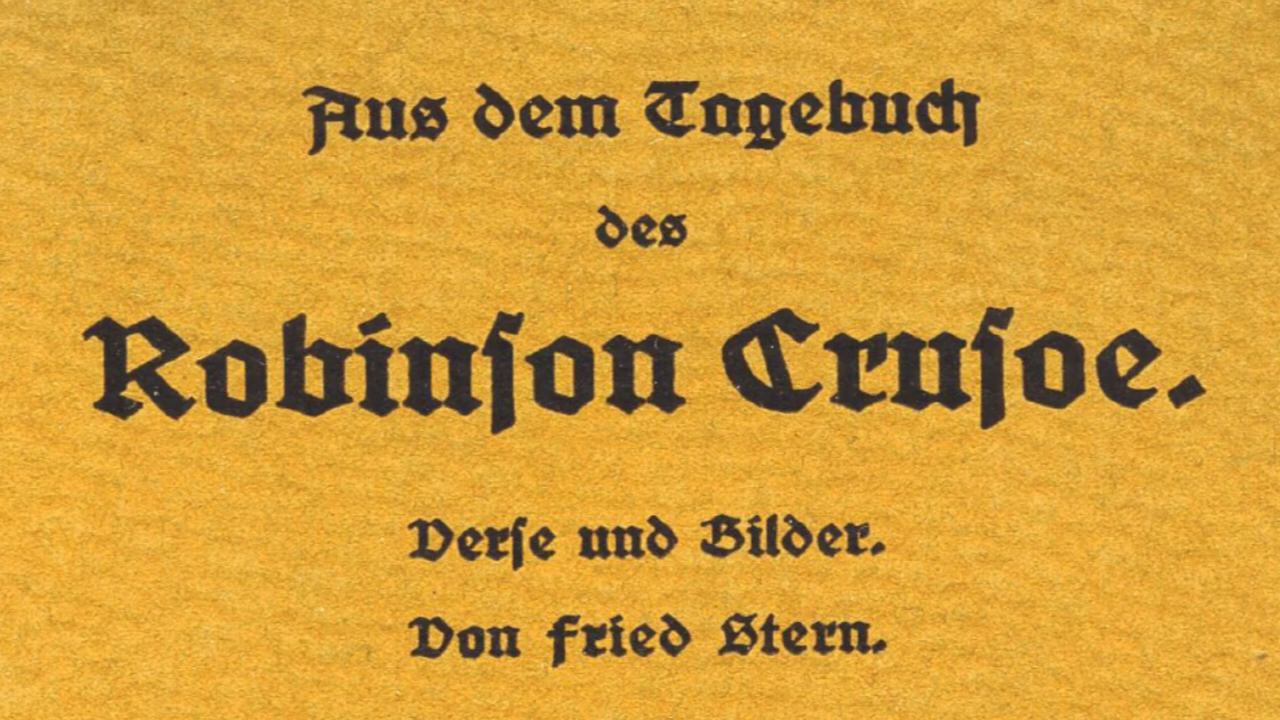 Aus dem Tagebuch
des
Robinſon Cruſoe.
Verſe und Bilder.
Von Fried Stern.